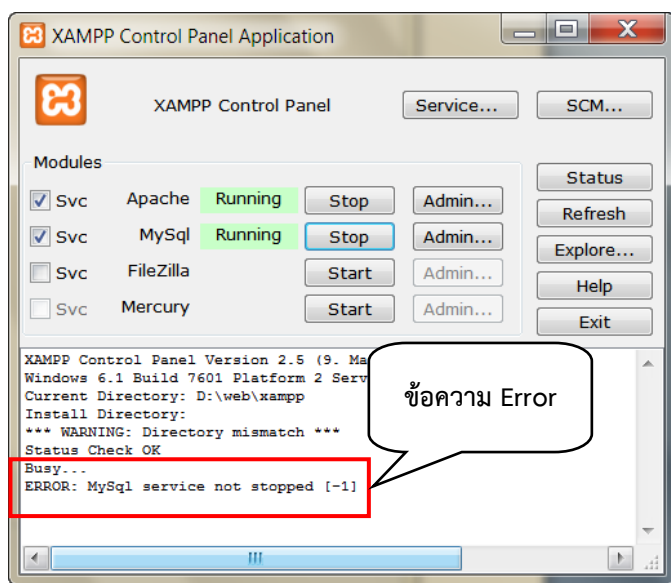 XAMPP Control Panel Application
XAMPP Control Panel
Service...
SCM...
Modules
Svc Apache Running Stop Admin...
Svc MySql Running Stop Admin...
Svc FileZilla Start Admin...
Svc Mercury Start Admin...
Status
Refresh
Explore...
Help
Exit
XAMPP Control Panel Version 2.5 (9. Ma
Windows 6.1 Build 7601 Platform 2 Serv
Current Directory: D:\web\xampp
Install Directory:
*** WARNING: Directory mismatch ***
Status Check OK
Busy...
ERROR: MySql service not stopped [-1]
ข้อความ Error